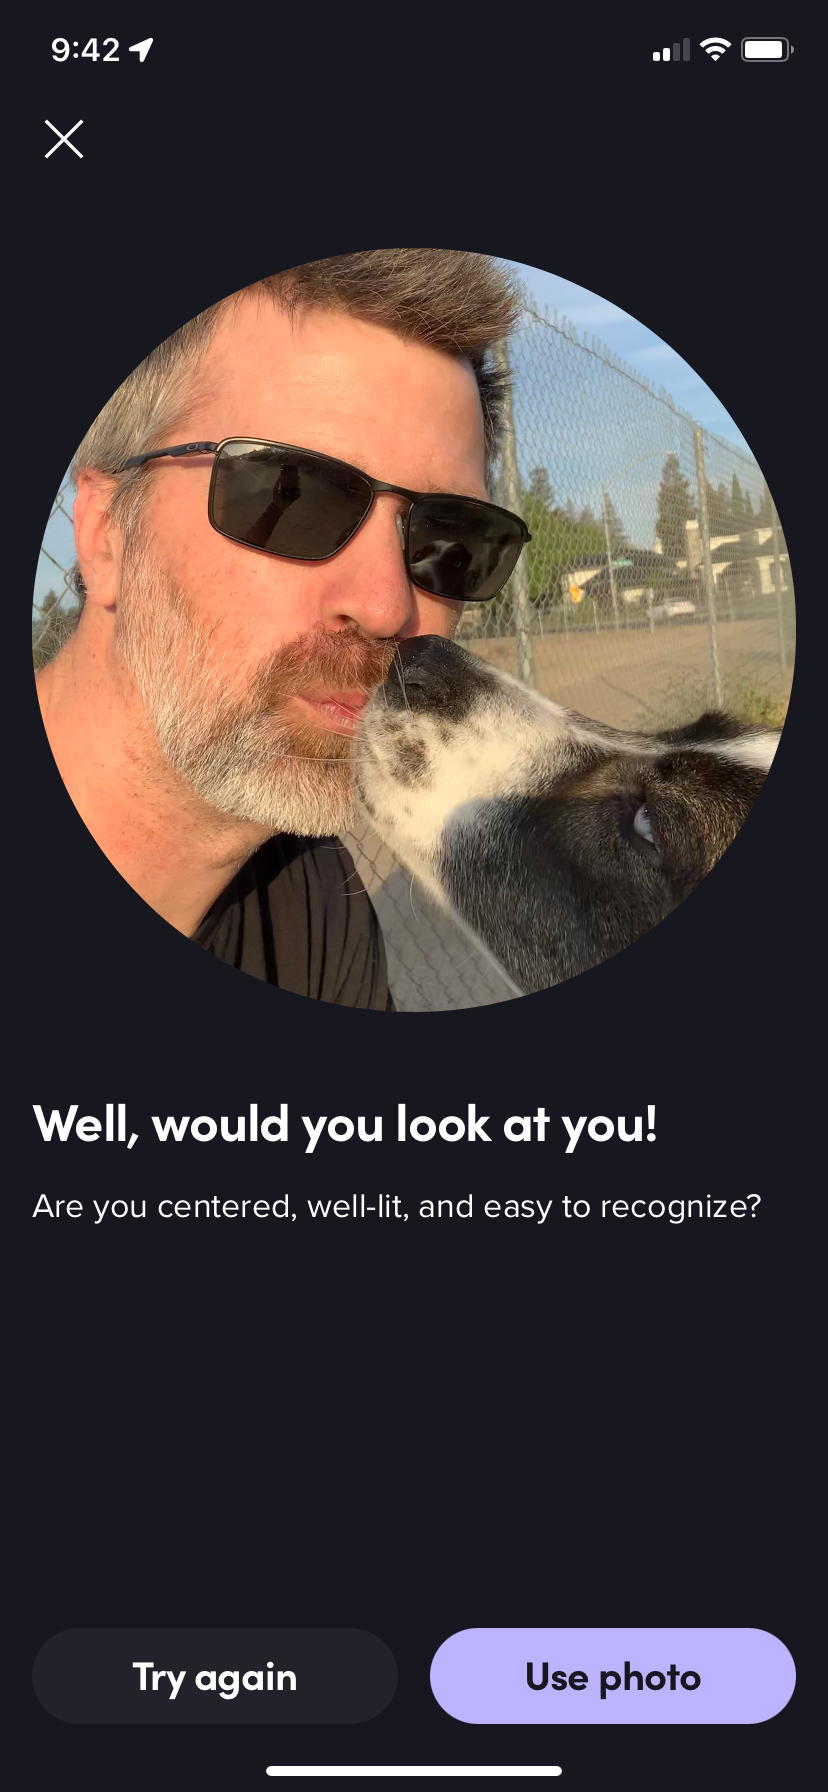 9:42
Well, would you look at you!
Are you centered, well-lit, and easy to recognize?
Try again
Use photo